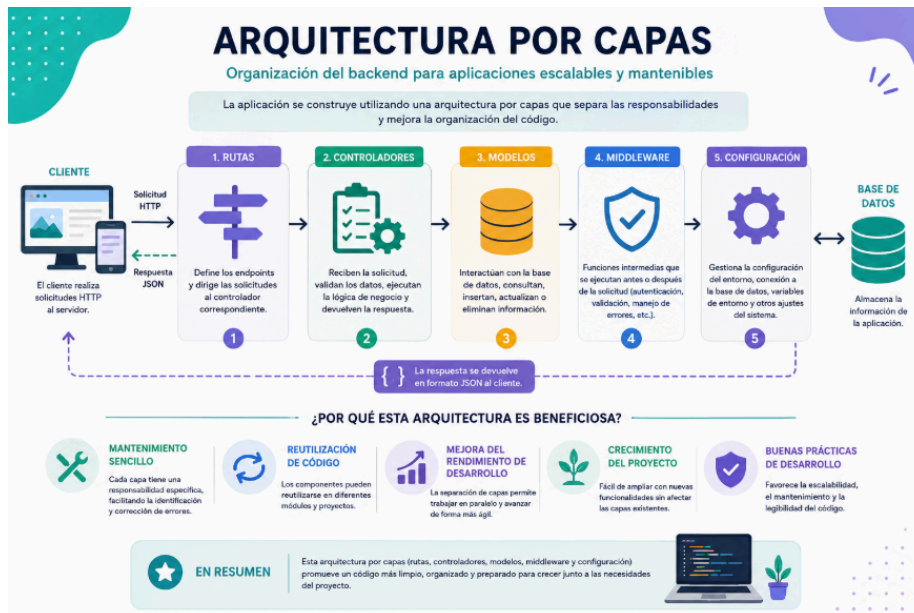 ARQUITECTURA POR CAPAS
Organización del backend para aplicaciones escalables y mantenibles
La aplicación se construye utilizando una arquitectura por capas que separa las responsabilidades
y mejora la organización del código.
CLIENTE
El cliente realiza
solicitudes HTTP
al servidor.
Solicitud
HTTP
Respuesta
JSON
1. RUTAS
Define los endpoints
y dirige las solicitudes
al controlador
correspondiente.
1
2. CONTROLADORES
Reciben la solicitud,
validan los datos, ejecutan
la lógica de negocio y
devuelven la respuesta.
2
3. MODELOS
Interactúan con la base
de datos, consultan,
insertan, actualizan o
eliminan información.
3
4. MIDDLEWARE
Funciones intermedias que
se ejecutan antes o después
de la solicitud (autenticación,
validación, manejo de
errores, etc.).
4
5. CONFIGURACIÓN
Gestiona la configuración
del entorno, conexión a
la base de datos, variables
de entorno y otros ajustes
del sistema.
5
BASE DE
DATOS
Almacena la
información de
la aplicación.
{ } La respuesta se devuelve
en formato JSON al cliente.
¿POR QUÉ ESTA ARQUITECTURA ES BENEFICIOSA?
MANTENIMIENTO
SENCILLO
Cada capa tiene una
responsabilidad específica,
facilitando la identificación
y corrección de errores.
REUTILIZACIÓN
DE CÓDIGO
Los componentes pueden
reutilizarse en diferentes
módulos y proyectos.
MEJORA DEL
RENDIMIENTO DE
DESARROLLO
La separación de capas permite
trabajar en paralelo y avanzar
de forma más ágil.
CRECIMIENTO
DEL PROYECTO
Fácil de ampliar con nuevas
funcionalidades sin afectar
las capas existentes.
BUENAS PRÁCTICAS
DE DESARROLLO
Favorece la escalabilidad,
el mantenimiento y la
legibilidad del código.
EN RESUMEN
Esta arquitectura por capas (rutas, controladores, modelos, middleware y configuración)
promueve un código más limpio, organizado y preparado para crecer junto a las necesidades
del proyecto.